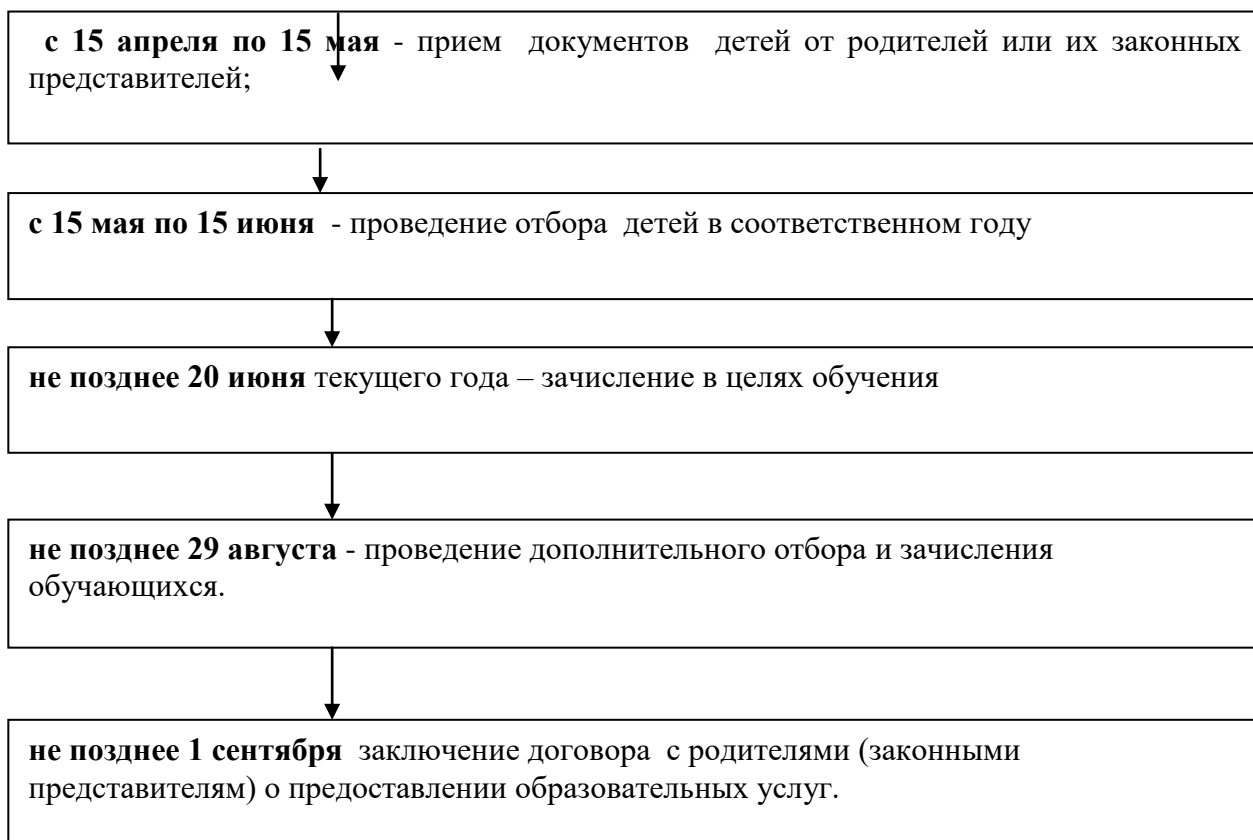 с 15 апреля по 15 мая - прием документов детей от родителей или их законных
представителей;
с 15 мая по 15 июня - проведение отбора детей в соответственном году
не позднее 20 июня текущего года – зачисление в целях обучения
не позднее 29 августа - проведение дополнительного отбора и зачисления
обучающихся.
не позднее 1 сентября заключение договора с родителями (законными
представителям) о предоставлении образовательных услуг.